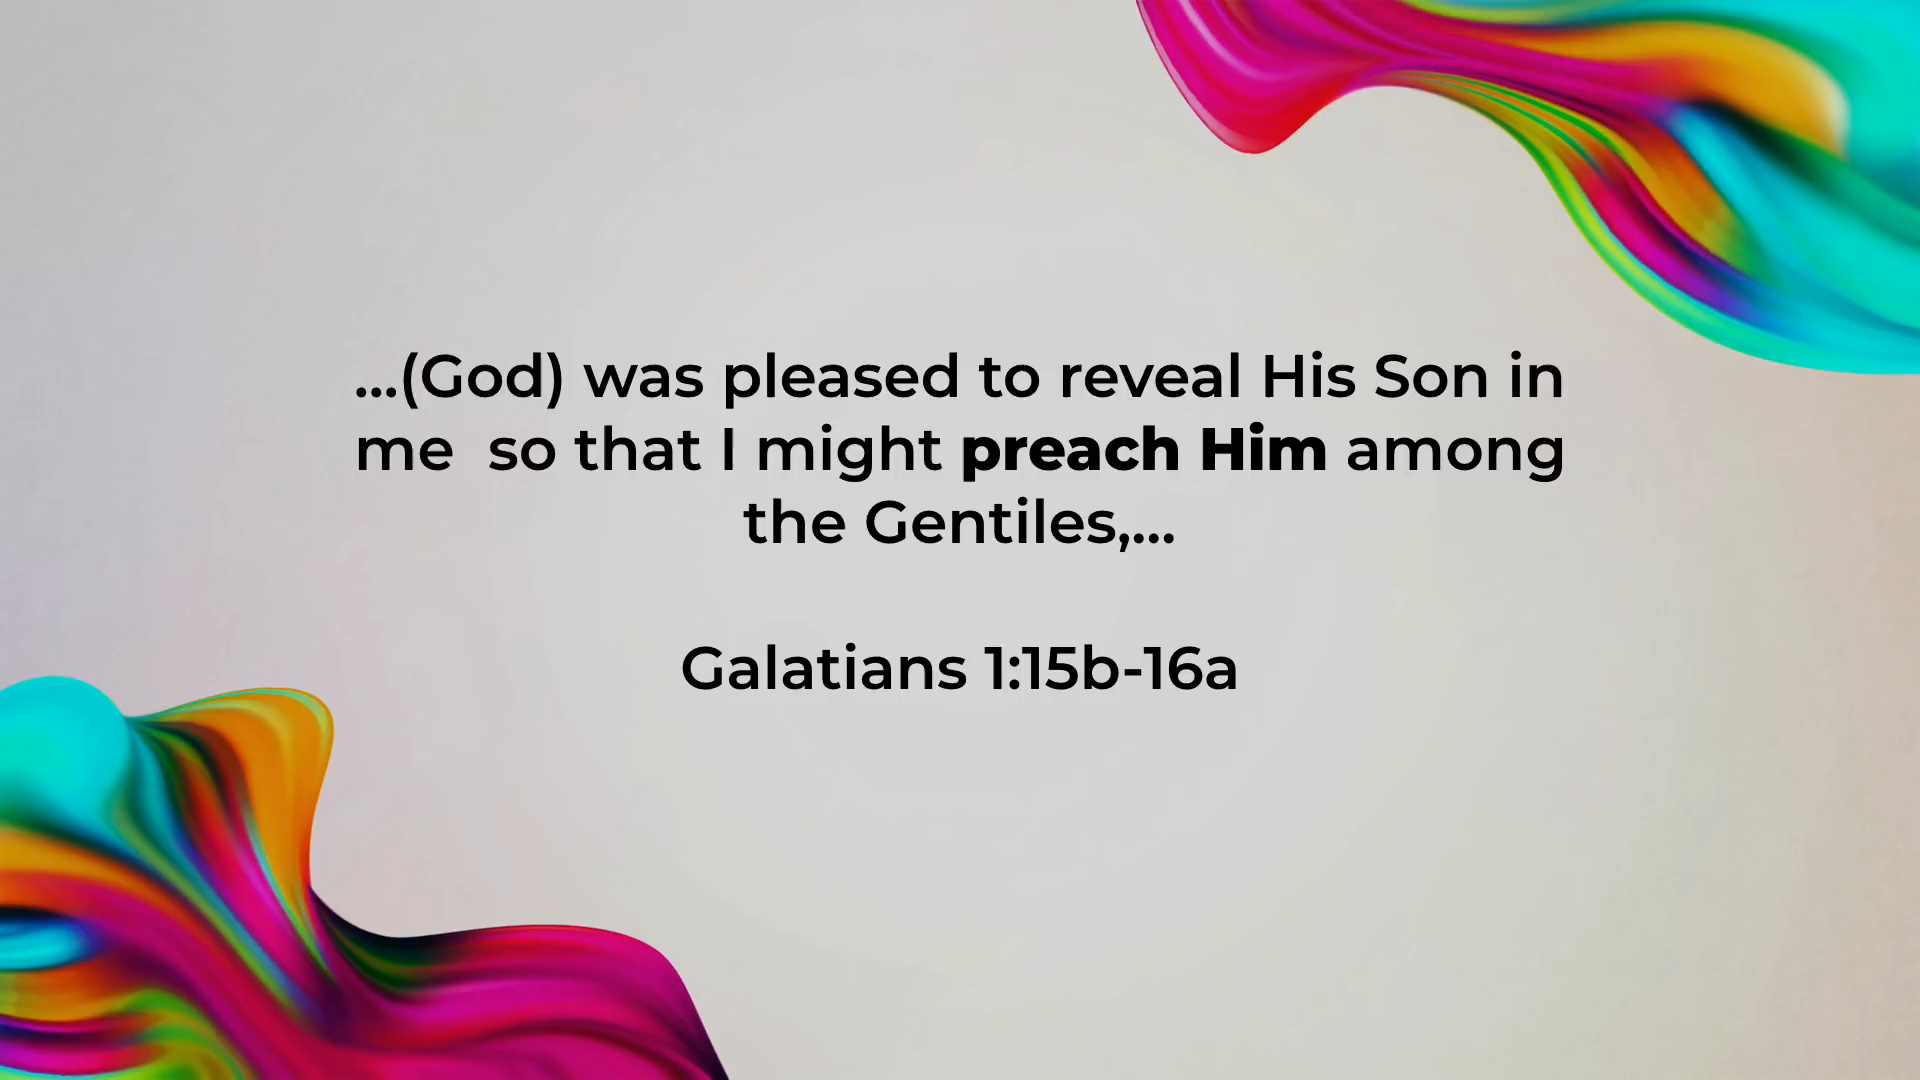 ...(God) was pleased to reveal His Son in
me  so that I might preach Him among
the Gentiles,...
Galatians 1:15b-16a